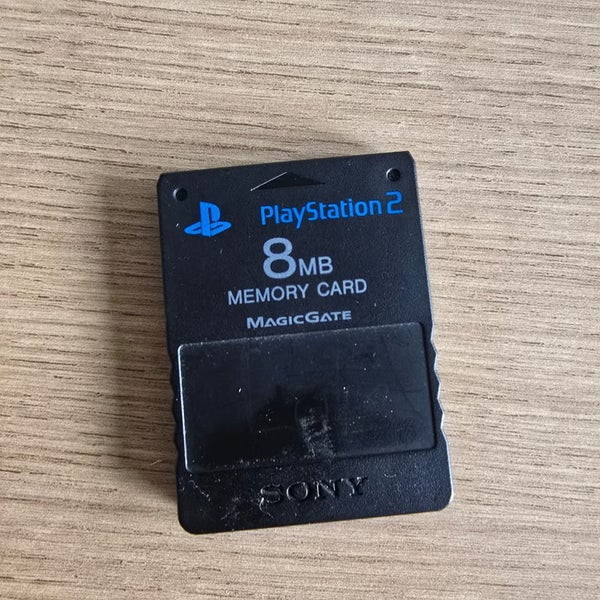 PlayStation 2
8MB
MEMORY CARD
MAGICGATE
SONY